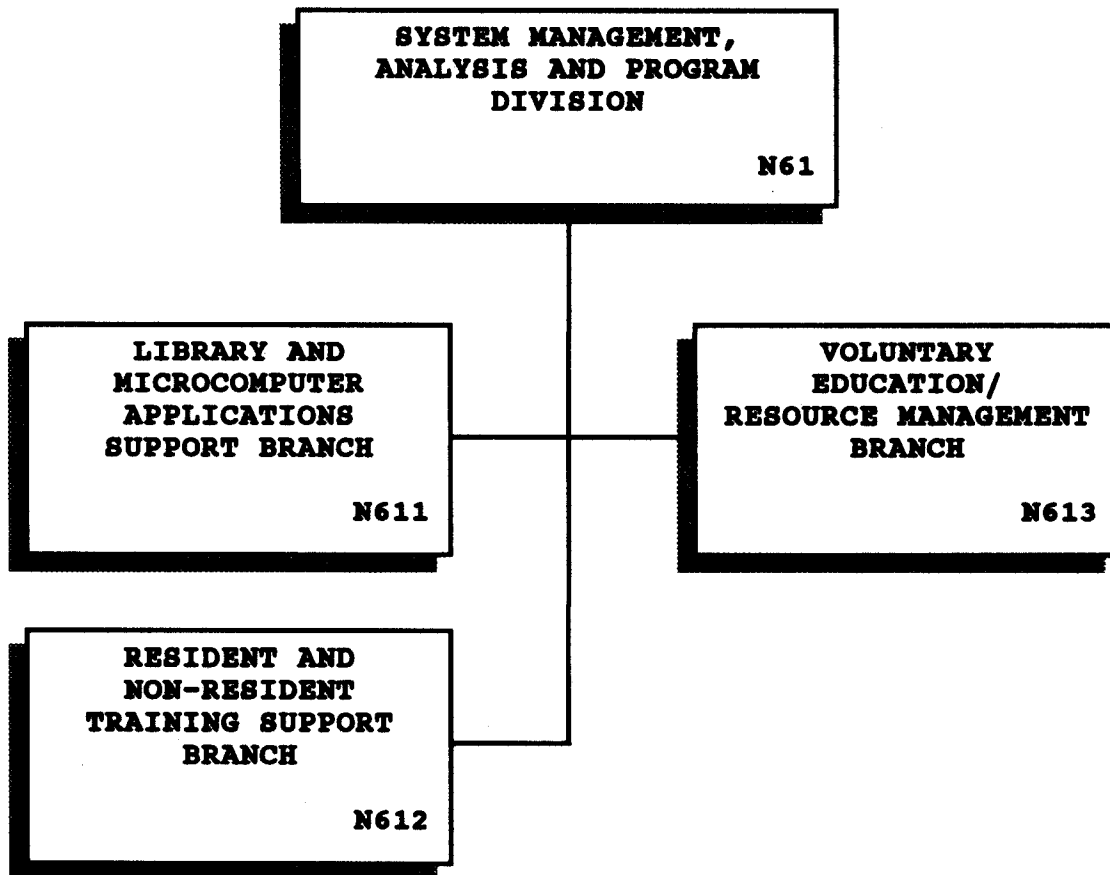 SYSTEM MANAGEMENT,
ANALYSIS AND PROGRAM
DIVISION
N61
LIBRARY AND
MICROCOMPUTER
APPLICATIONS
SUPPORT BRANCH
N611
VOLUNTARY
EDUCATION/
RESOURCE MANAGEMENT
BRANCH
N613
RESIDENT AND
NON-RESIDENT
TRAINING SUPPORT
BRANCH
N612